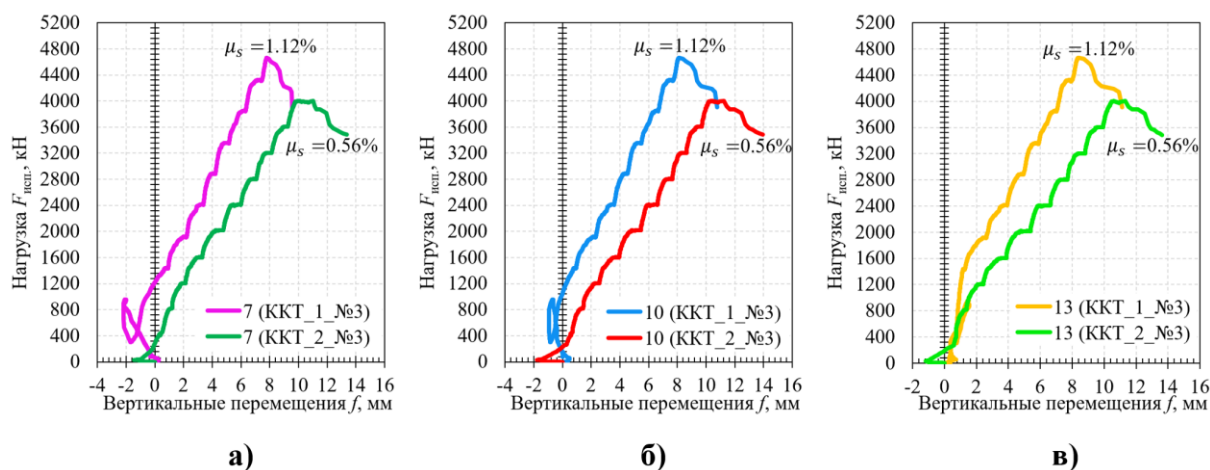 5200
4800
4400
4000
3600
3200
2800
2400
2000
1600
1200
800
400
0
Нагрузка Fисп., кН
μs =1.12%
μs =0.56%
7 (ККТ_1_№3)
7 (ККТ_2_№3)
-4 -2 0 2 4 6 8 10 12 14 16
Вертикальные перемещения f, мм
а)
5200
4800
4400
4000
3600
3200
2800
2400
2000
1600
1200
800
400
0
Нагрузка Fисп., кН
μs =1.12%
μs =0.56%
10 (ККТ_1_№3)
10 (ККТ_2_№3)
-4 -2 0 2 4 6 8 10 12 14 16
Вертикальные перемещения f, мм
б)
5200
4800
4400
4000
3600
3200
2800
2400
2000
1600
1200
800
400
0
Нагрузка Fисп., кН
μs =1.12%
μs =0.56%
13 (ККТ_1_№3)
13 (ККТ_2_№3)
-2 0 2 4 6 8 10 12 14 16
Вертикальные перемещения f, мм
в)